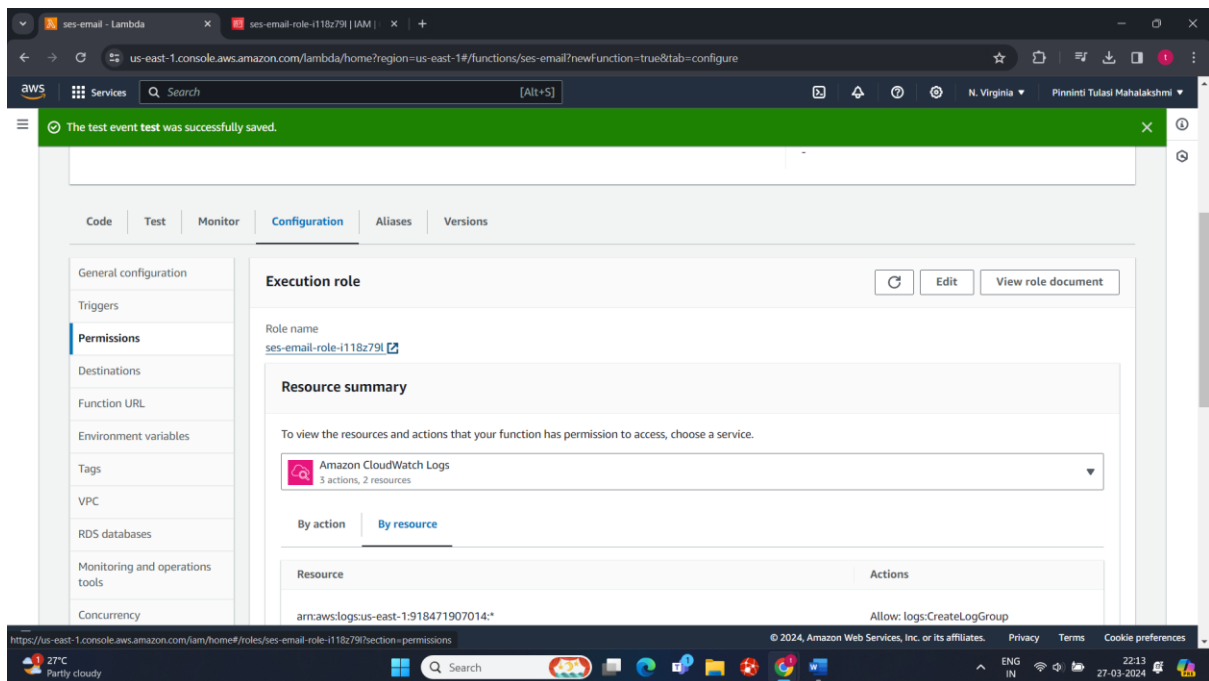 ses-email - Lambda
ses-email-role-i118z79l | IAM |
us-east-1.console.aws.amazon.com/lambda/home?region=us-east-1#/functions/ses-email?newFunction=true&tab=configure
aws
Services
Search
[Alt+S]
N. Virginia
Pinninti Tulasi Mahalakshmi
The test event test was successfully saved.
-
Code
Test
Monitor
Configuration
Aliases
Versions
General configuration
Triggers
Permissions
Destinations
Function URL
Environment variables
Tags
VPC
RDS databases
Monitoring and operations
tools
Concurrency
Execution role
Edit
View role document
Role name
ses-email-role-i118z79l
Resource summary
To view the resources and actions that your function has permission to access, choose a service.
Amazon CloudWatch Logs
3 actions, 2 resources
By action
By resource
Resource
Actions
arn:aws:logs:us-east-1:918471907014:*
Allow: logs:CreateLogGroup
https://us-east-1.console.aws.amazon.com/iam/home#/roles/ses-email-role-i118z79l?section=permissions
© 2024, Amazon Web Services, Inc. or its affiliates.
Privacy
Terms
Cookie preferences
27°C
Partly cloudy
Search
ENG
IN
22:13
27-03-2024